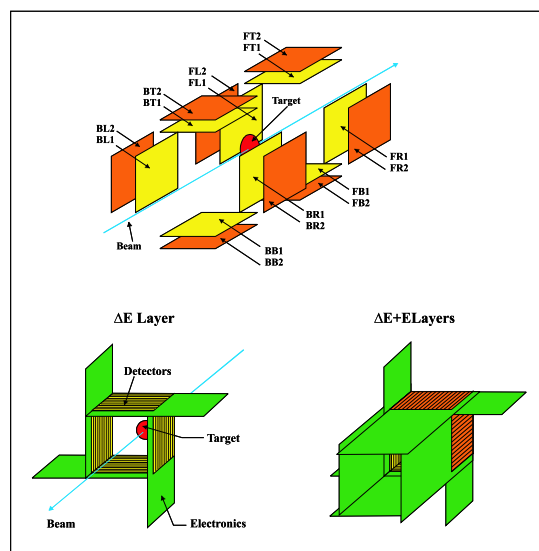 FT2
FT1
FL2
FL1
BT2
BT1
Target
BL2
BL1
FR1
FR2
FB1
FB2
BR1
BR2
Beam
BB1
BB2
ΔE Layer
ΔE+ELayers
Detectors
Target
Beam
Electronics